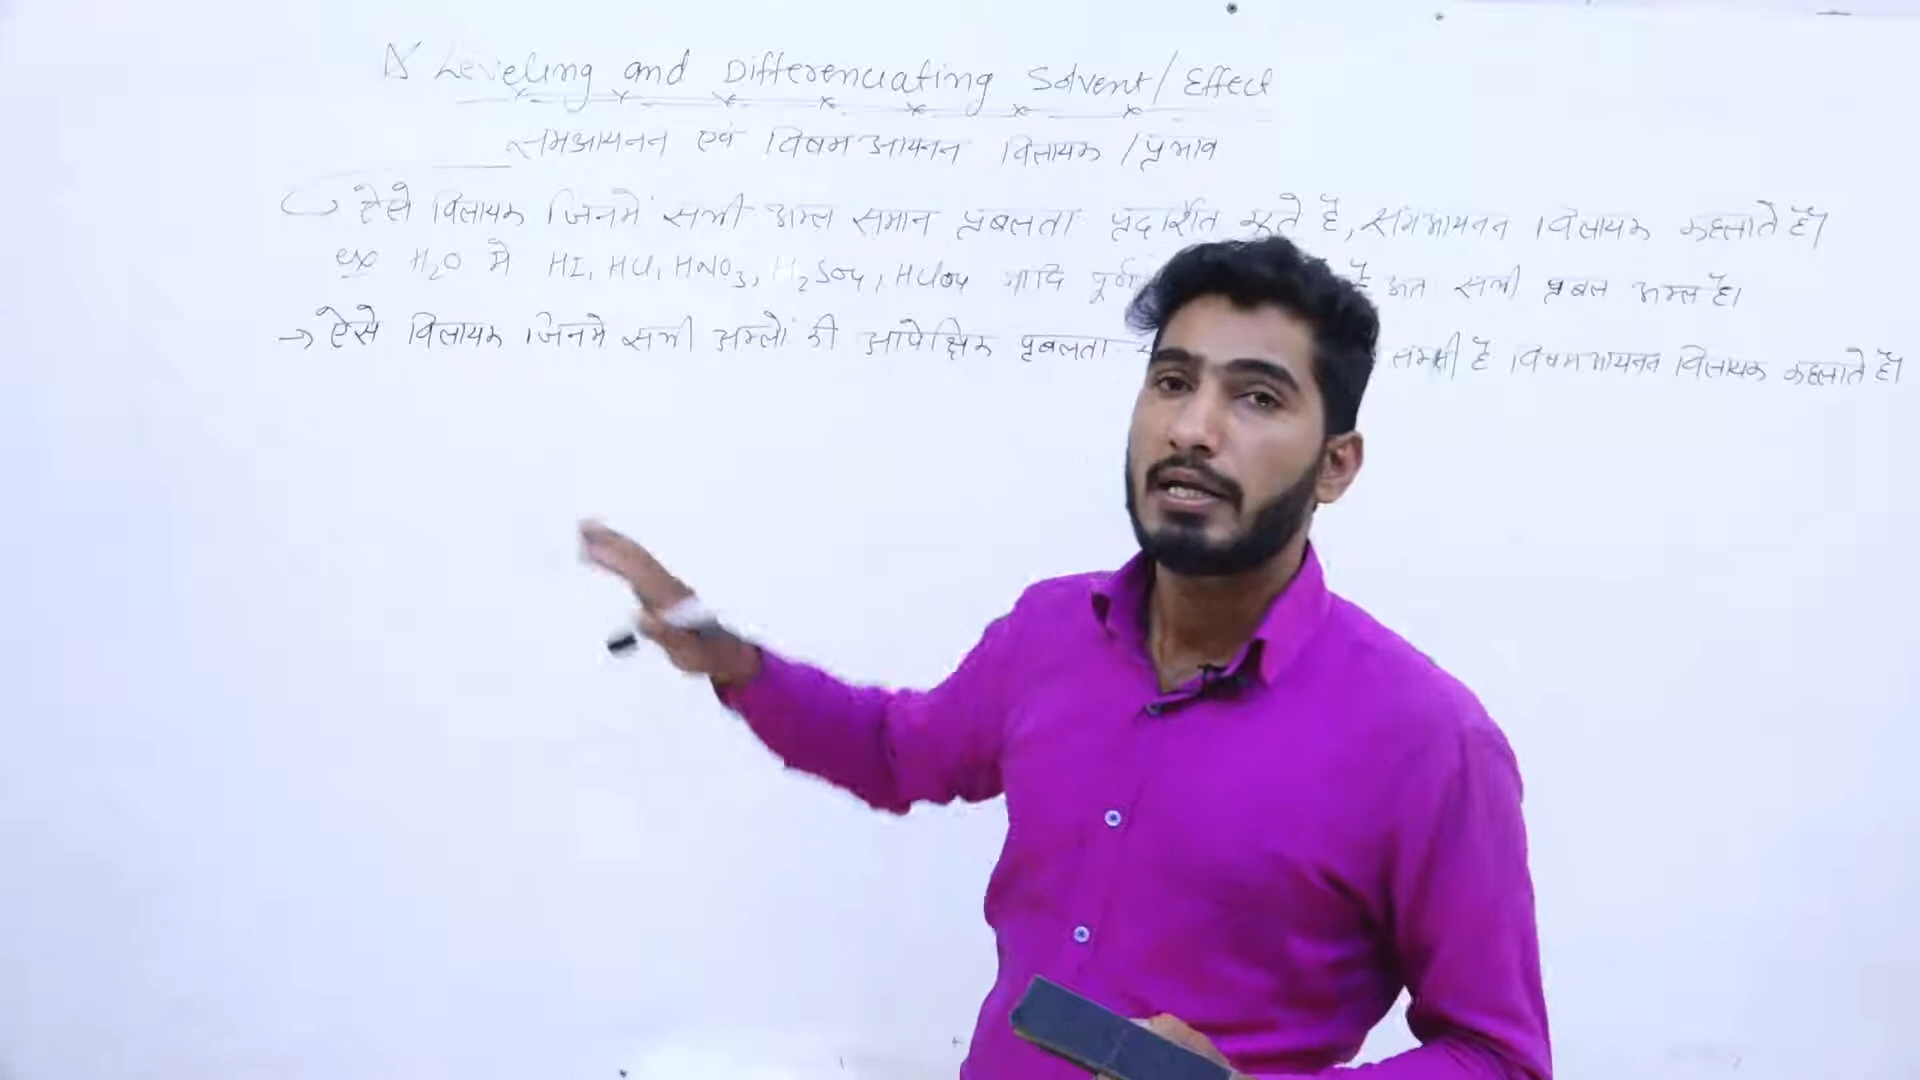 Leveling and Differenciating Solvent/Effect
समआयनन एवं विषमआयनन विलायक/प्रभाव
ऐसे विलायक जिनमें सभी अम्ल समान प्रबलता प्रदर्शित करते है, समआयनन विलायक कहलाते है।
ex H₂O मे HI, HCl, HNO₃, H₂SO₄, HClO₄ आदि है अत सभी प्रबल अम्ल है।
→ ऐसे विलायक जिनमे सभी अम्लों की आपेक्षिक प्रबलता है विषमआयनन विलायक कहलाते है।